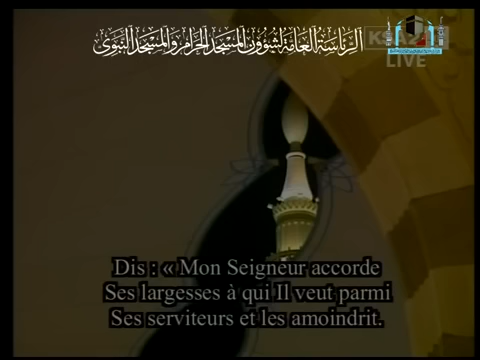 الرئاسة العامة لشؤون المسجد الحرام والمسجد النبوي
LIVE
Dis : « Mon Seigneur accorde
Ses largesses à qui Il veut parmi
Ses serviteurs et les amoindrit.